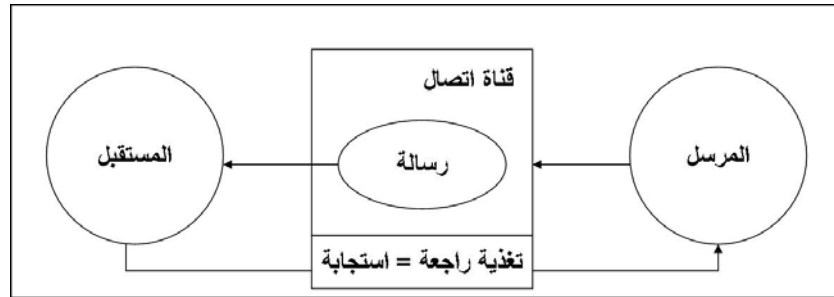 قناة اتصال
المرسل
رسالة
المستقبل
تغذية راجعة = استجابة